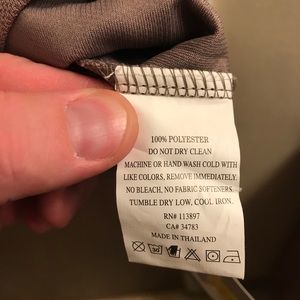 100% POLYESTER
DO NOT DRY CLEAN
MACHINE OR HAND WASH COLD WITH
LIKE COLORS, REMOVE IMMEDIATELY.
NO BLEACH, NO FABRIC SOFTENERS
TUMBLE DRY LOW, COOL IRON.
RN# 113897
CA# 34783
MADE IN THAILAND